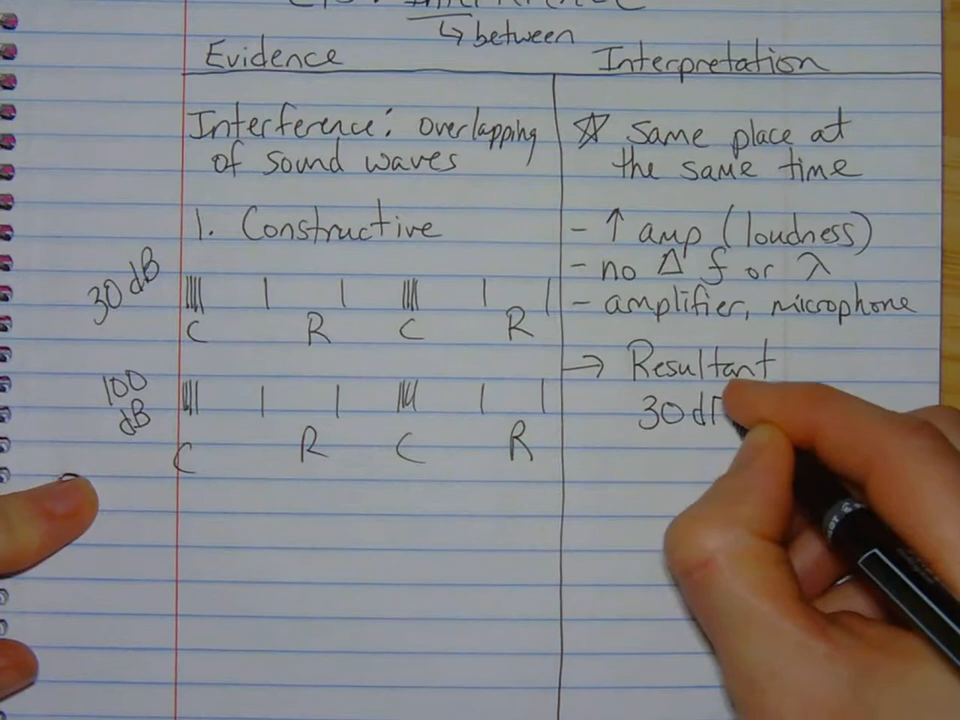 ↳ between
Evidence
Interpretation
Interference: overlapping
of sound waves
1. Constructive
30 dB
C R C R
100
dB
C R C R
☆ same place at
the same time
- ↑ amp (loudness)
- no Δ f or λ
- amplifier, microphone
→ Resultant
30 d